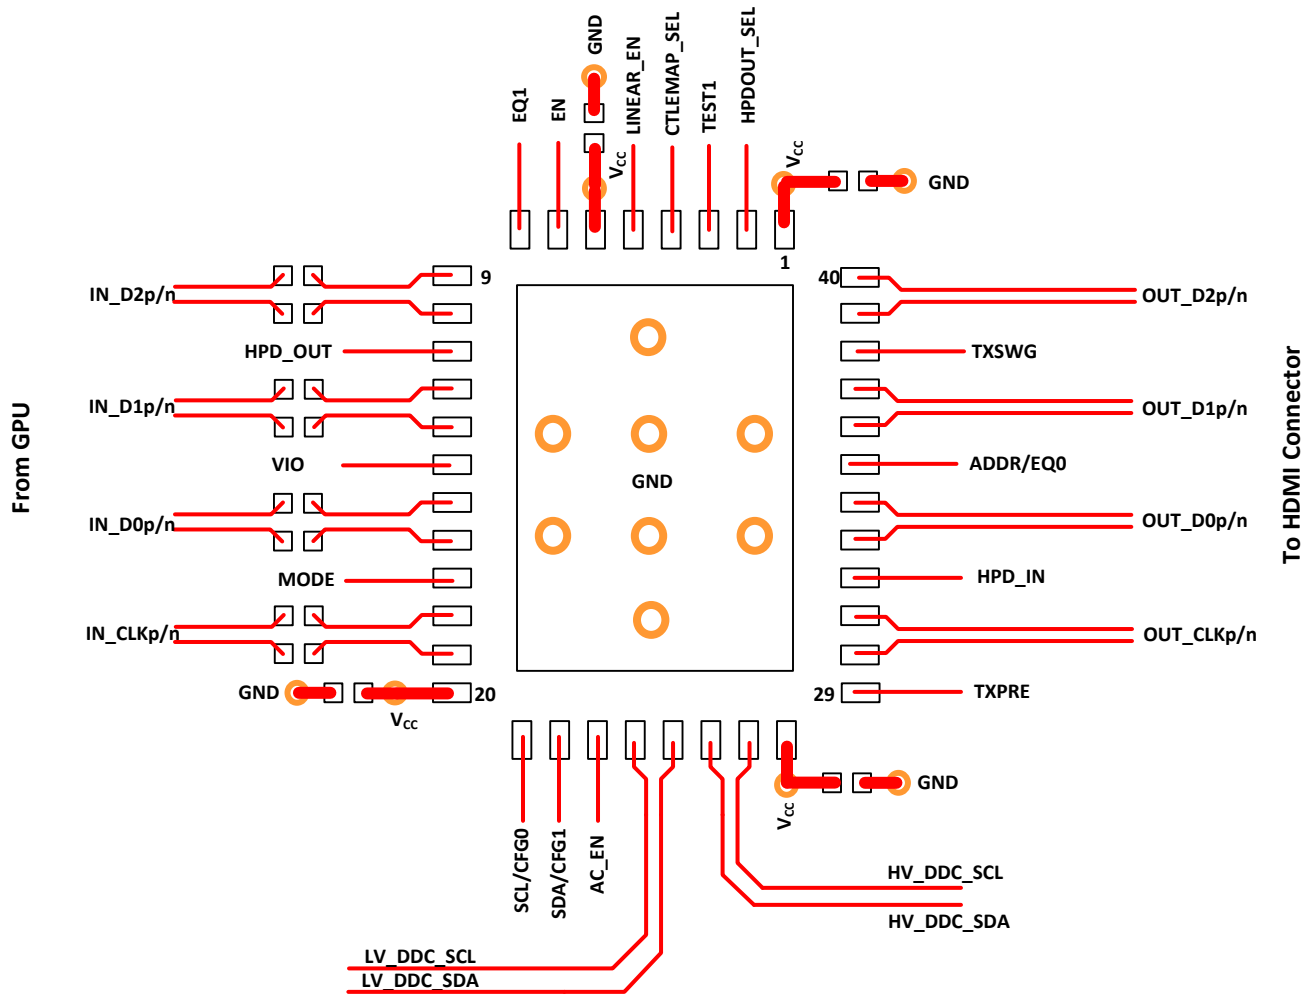 GND
EQ1
EN
LINEAR_EN
CTLEMAP_SEL
TEST1
HPDOUT_SEL
VCC
VCC
GND
1
9
40
IN_D2p/n
OUT_D2p/n
HPD_OUT
TXSWG
IN_D1p/n
OUT_D1p/n
From GPU
To HDMI Connector
VIO
ADDR/EQ0
GND
IN_D0p/n
OUT_D0p/n
MODE
HPD_IN
IN_CLKp/n
OUT_CLKp/n
GND
20
29
TXPRE
VCC
VCC
GND
SCL/CFG0
SDA/CFG1
AC_EN
HV_DDC_SCL
HV_DDC_SDA
LV_DDC_SCL
LV_DDC_SDA